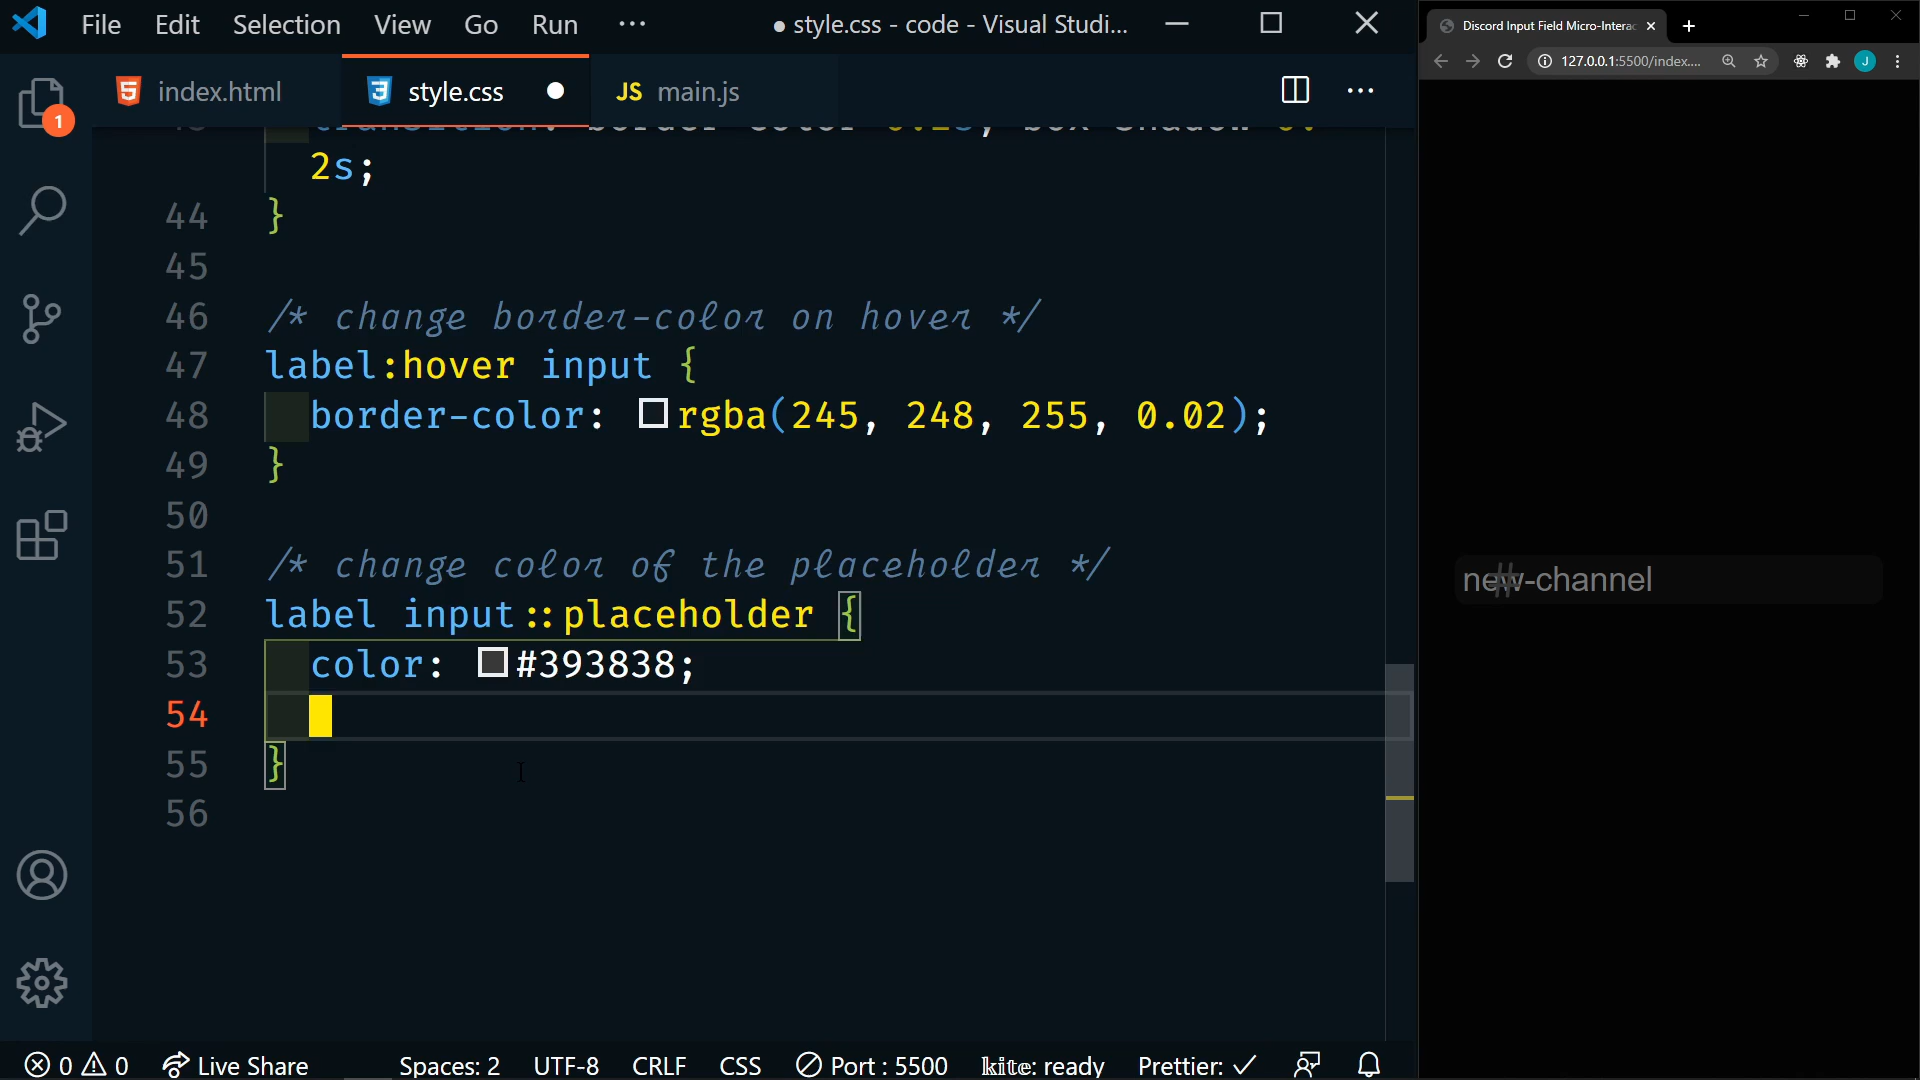 File Edit Selection View Go Run ··· ● style.css - code - Visual Studi...
index.html style.css JS main.js ···
1
2s;
44 }
45
46 /* change border-color on hover */
47 label:hover input {
48 border-color: rgba(245, 248, 255, 0.02);
49 }
50
51 /* change color of the placeholder */
52 label input::placeholder {
53 color: #393838;
54
55 }
56
0 0 Live Share Spaces: 2 UTF-8 CRLF CSS Port : 5500 kite: ready Prettier: ✓
Discord Input Field Micro-Interac
127.0.0.1:5500/index.... J
# new-channel